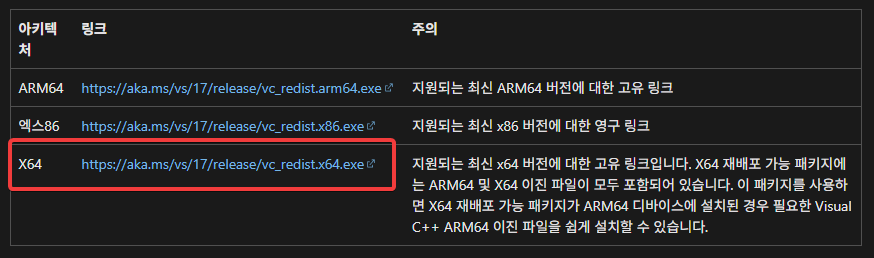 아키텍
처
링크
주의
ARM64
https://aka.ms/vs/17/release/vc_redist.arm64.exe
지원되는 최신 ARM64 버전에 대한 고유 링크
엑스86
https://aka.ms/vs/17/release/vc_redist.x86.exe
지원되는 최신 x86 버전에 대한 영구 링크
X64
https://aka.ms/vs/17/release/vc_redist.x64.exe
지원되는 최신 x64 버전에 대한 고유 링크입니다. X64 재배포 가능 패키지에
는 ARM64 및 X64 이진 파일이 모두 포함되어 있습니다. 이 패키지를 사용하
면 X64 재배포 가능 패키지가 ARM64 디바이스에 설치된 경우 필요한 Visual
C++ ARM64 이진 파일을 쉽게 설치할 수 있습니다.